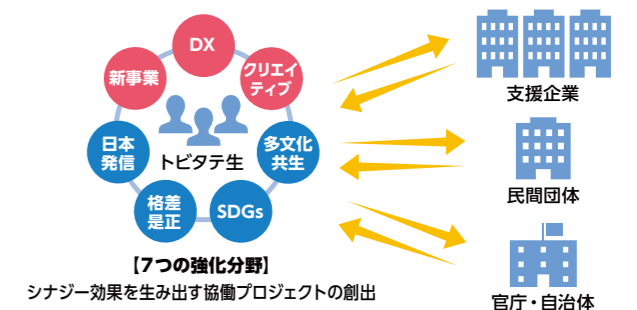 DX
新事業
クリエイ
ティブ
日本
発信
トビタテ生
多文化
共生
格差
是正
SDGs
【7つの強化分野】
シナジー効果を生み出す協働プロジェクトの創出
支援企業
民間団体
官庁・自治体